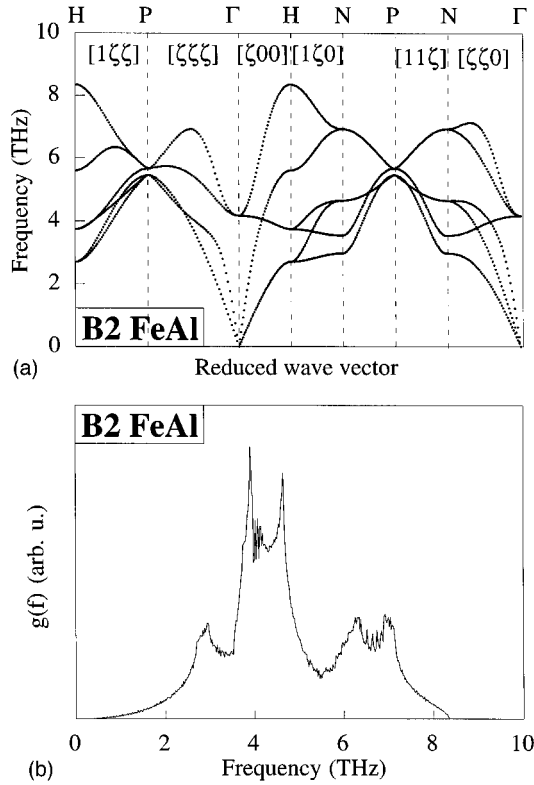 H P Γ H N P N Γ
10
[1ζζ] [ζζζ] [ζ00] [1ζ0] [11ζ] [ζζ0]
8
6
4
2
0
Frequency (THz)
B2 FeAl
(a) Reduced wave vector
B2 FeAl
g(f) (arb. u.)
0 2 4 6 8 10
(b) Frequency (THz)